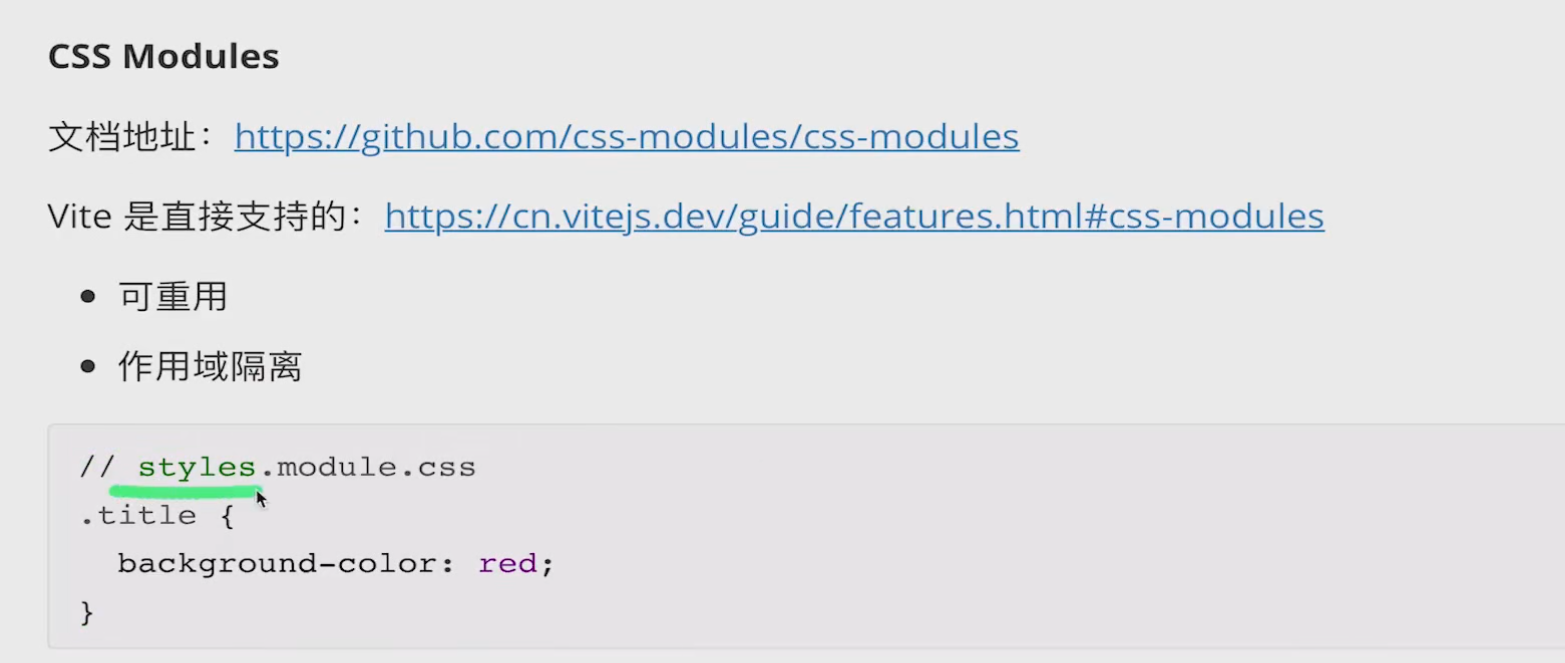 CSS Modules
文档地址：https://github.com/css-modules/css-modules
Vite 是直接支持的：https://cn.vitejs.dev/guide/features.html#css-modules
• 可重用
• 作用域隔离
// styles.module.css
.title {
  background-color: red;
}